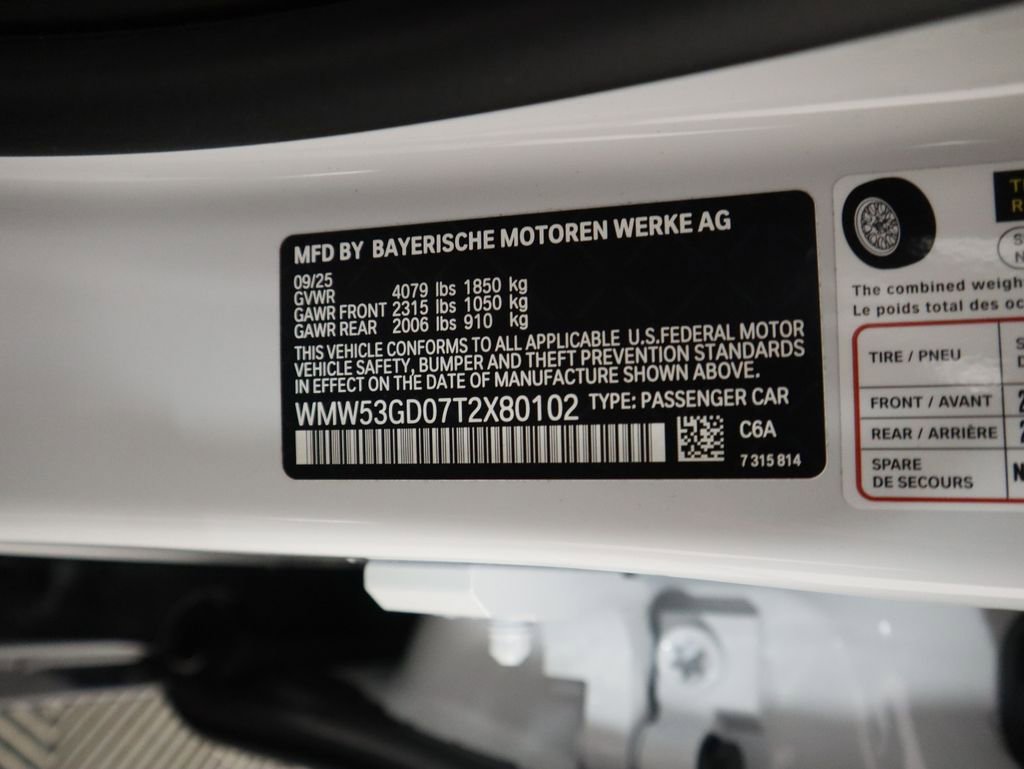 MFD BY BAYERISCHE MOTOREN WERKE AG
09/25
GVWR 4079 lbs 1850 kg
GAWR FRONT 2315 lbs 1050 kg
GAWR REAR 2006 lbs 910 kg
THIS VEHICLE CONFORMS TO ALL APPLICABLE U.S.FEDERAL MOTOR
VEHICLE SAFETY, BUMPER AND THEFT PREVENTION STANDARDS
IN EFFECT ON THE DATE OF MANUFACTURE SHOWN ABOVE.
WMW53GD07T2X80102 TYPE: PASSENGER CAR
C6A
7 315 814
The combined
Le poids total des
TIRE / PNEU
FRONT / AVANT
REAR / ARRIÈRE
SPARE
DE SECOURS